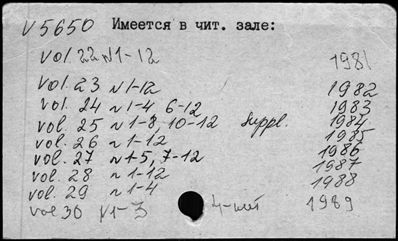 V5650 Имеется в чит. зале:
vol. 22 N1-12 1981
vol. 23 N1-12 1982
vol. 24 N1-4 6-12 1983
vol. 25 N1-8 10-12 Suppl. 1984
vol. 26 N1-12 1985
vol. 27 N1-5, 7-12 1986
vol. 28 N1-12 1987
vol. 29 N1-4 1988
vol 30 N1-3 1989